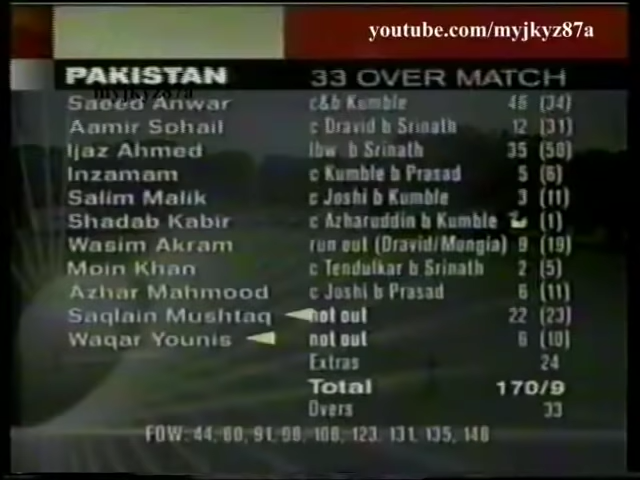 youtube.com/myjkyz87a
PAKISTAN 33 OVER MATCH
myjkyz87a
Saeed Anwar c&b Kumble 46 (34)
Aamir Sohail c Dravid b Srinath 12 (31)
Ijaz Ahmed lbw. b Srinath 35 (50)
Inzamam c Kumble b Prasad 5 (6)
Salim Malik c Joshi b Kumble 3 (11)
Shadab Kabir c Azharuddin b Kumble (1)
Wasim Akram run out (Dravid/Mongia) 9 (19)
Moin Khan c Tendulkar b Srinath 2 (5)
Azhar Mahmood c Joshi b Prasad 6 (11)
Saqlain Mushtaq not out 22 (23)
Waqar Younis not out 6 (10)
Extras 24
Total 170/9
Overs 33
FOW: 44, 91, 123, 131, 135,